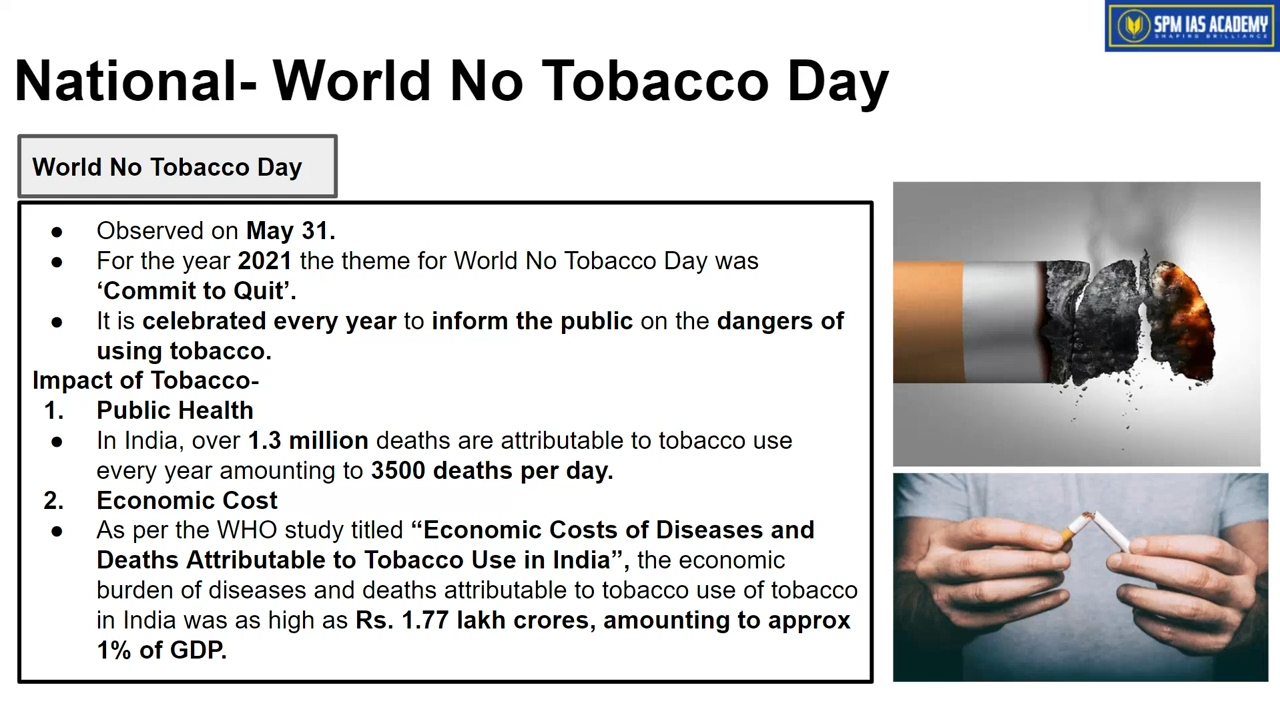 SPM IAS ACADEMY
SHAPING BRILLIANCE
National- World No Tobacco Day
World No Tobacco Day
● Observed on May 31.
● For the year 2021 the theme for World No Tobacco Day was
‘Commit to Quit’.
● It is celebrated every year to inform the public on the dangers of
using tobacco.
Impact of Tobacco-
1. Public Health
● In India, over 1.3 million deaths are attributable to tobacco use
every year amounting to 3500 deaths per day.
2. Economic Cost
● As per the WHO study titled “Economic Costs of Diseases and
Deaths Attributable to Tobacco Use in India”, the economic
burden of diseases and deaths attributable to tobacco use of tobacco
in India was as high as Rs. 1.77 lakh crores, amounting to approx
1% of GDP.